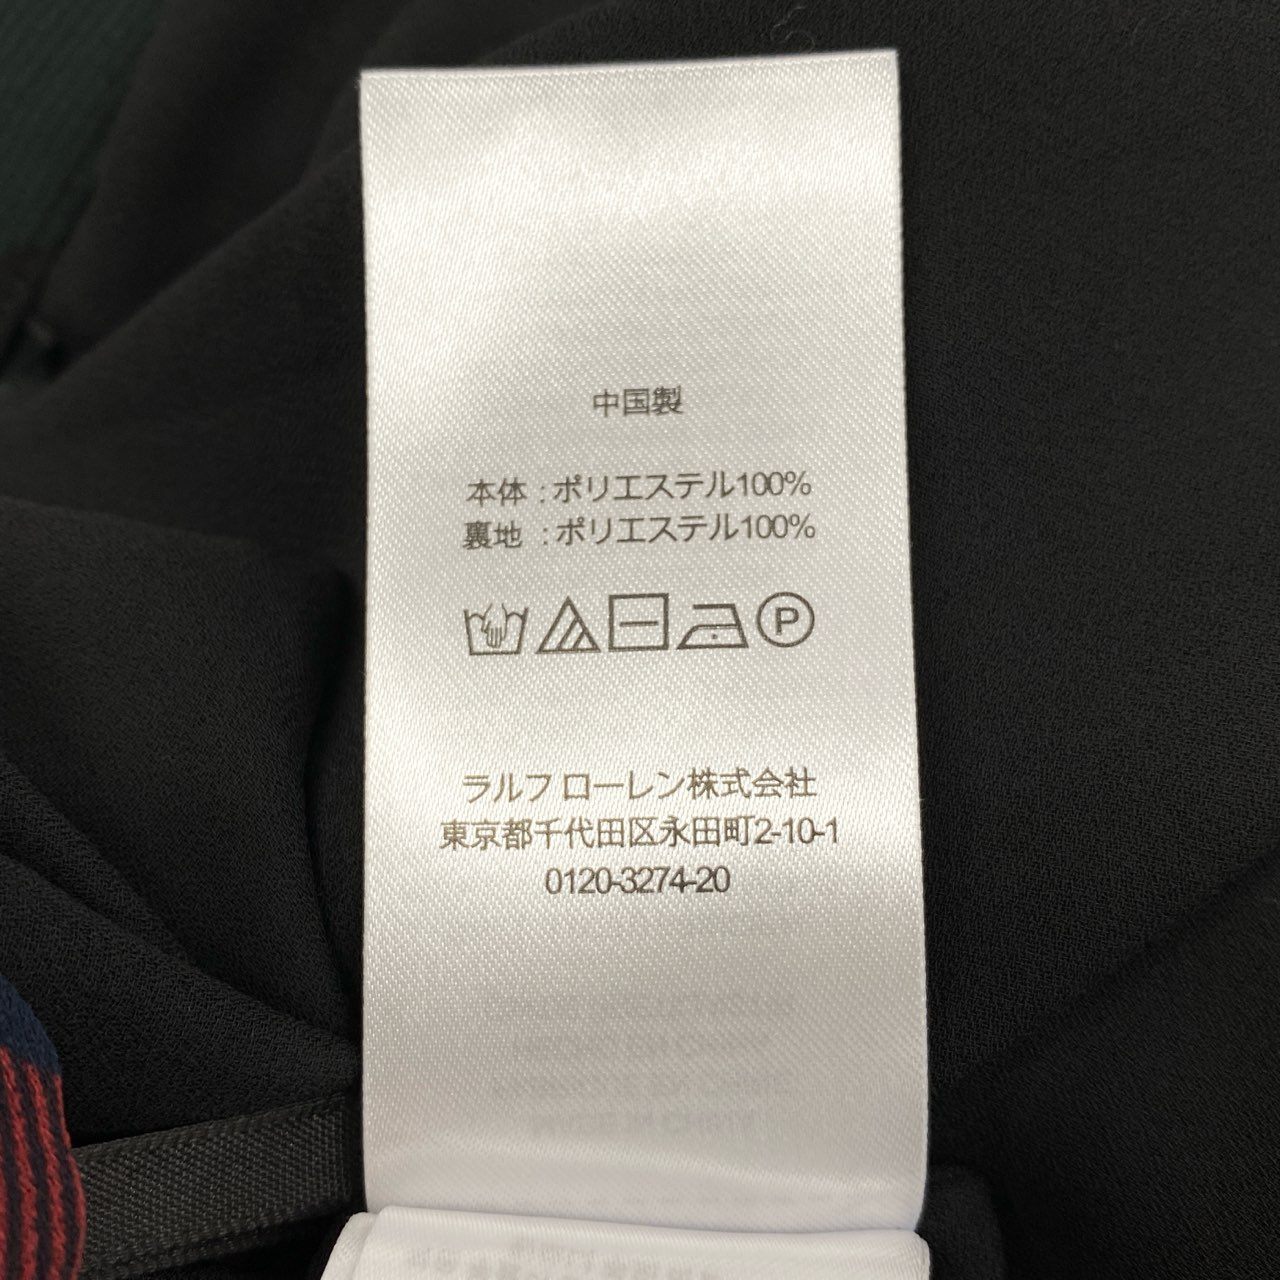 中国製
本体 : ポリエステル100%
裏地 : ポリエステル100%
P
ラルフ ローレン株式会社
東京都千代田区永田町2-10-1
0120-3274-20